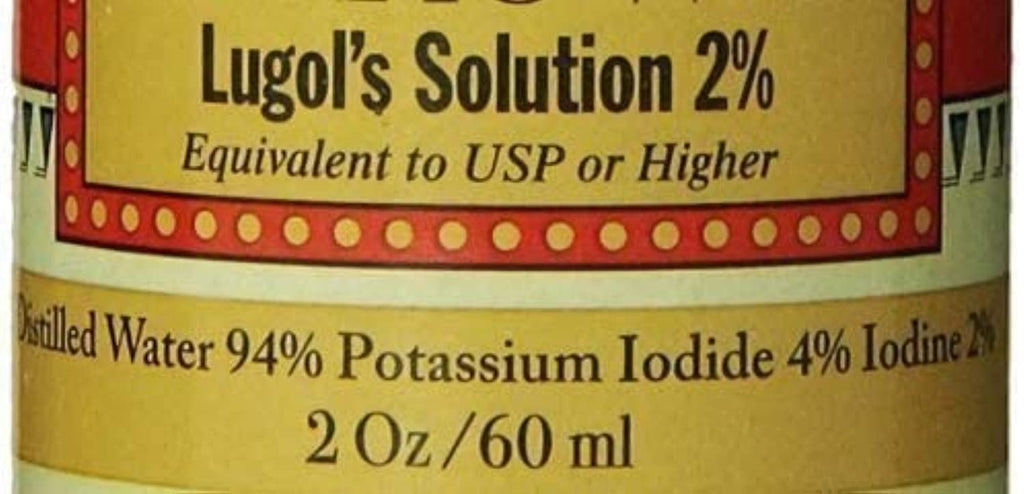 Lugol's Solution 2%
Equivalent to USP or Higher
Distilled Water 94% Potassium Iodide 4% Iodine 2%
2 Oz/60 ml